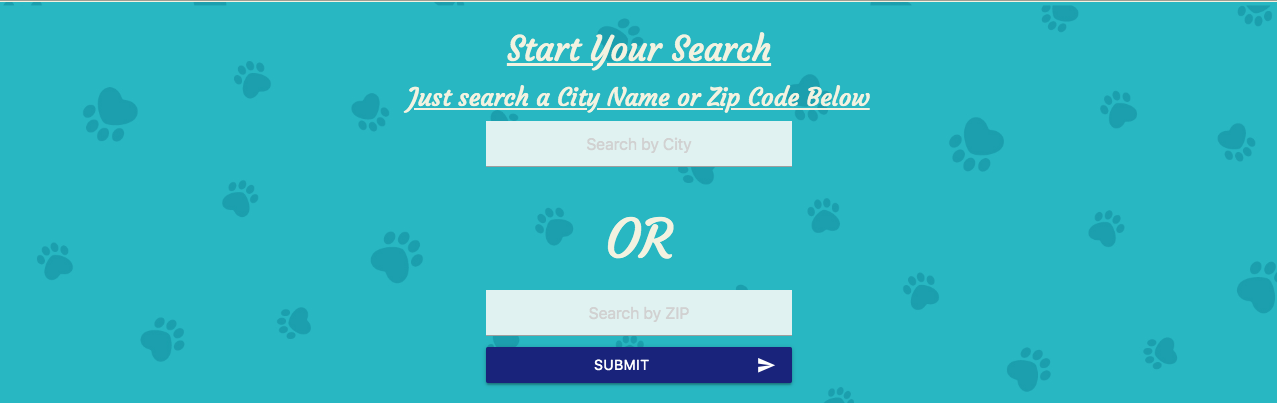 Start Your Search
Just search a City Name or Zip Code Below
Search by City
OR
Search by ZIP
SUBMIT